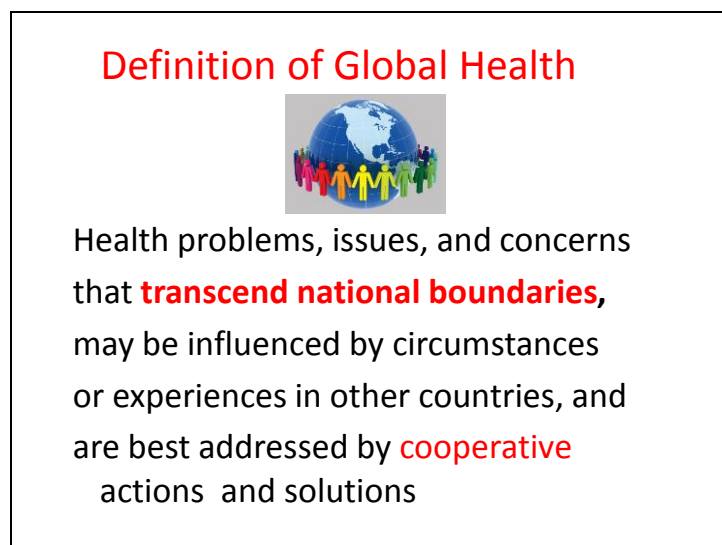 Definition of Global Health
Health problems, issues, and concerns
that transcend national boundaries,
may be influenced by circumstances
or experiences in other countries, and
are best addressed by cooperative
actions and solutions